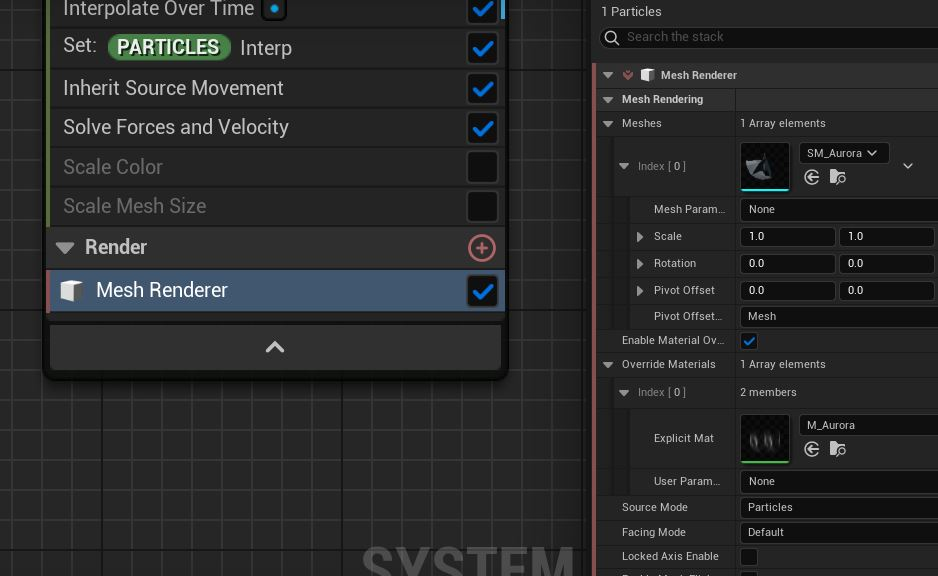 Interpolate Over Time
Set: PARTICLES Interp
Inherit Source Movement
Solve Forces and Velocity
Scale Color
Scale Mesh Size
Render
Mesh Renderer
SYSTEM
1 Particles
Search the stack
Mesh Renderer
Mesh Rendering
Meshes 1 Array elements
Index [ 0 ] SM_Aurora
Mesh Param... None
Scale 1.0 1.0
Rotation 0.0 0.0
Pivot Offset 0.0 0.0
Pivot Offset... Mesh
Enable Material Ov...
Override Materials 1 Array elements
Index [ 0 ] 2 members
Explicit Mat M_Aurora
User Param... None
Source Mode Particles
Facing Mode Default
Locked Axis Enable